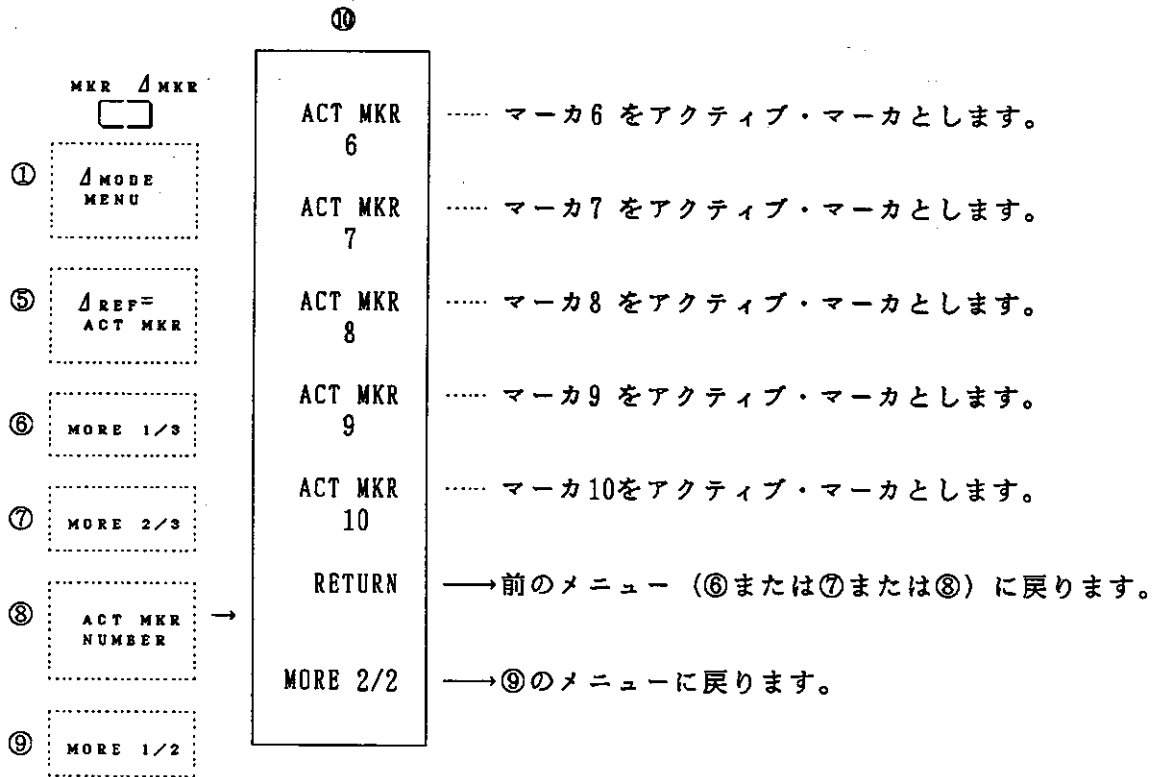 ⑩
MKR ΔMKR
① ΔMODE
MENU
⑤ ΔREF=
ACT MKR
⑥ MORE 1/3
⑦ MORE 2/3
⑧ ACT MKR →
NUMBER
⑨ MORE 1/2
ACT MKR …… マーカ6 をアクティブ・マーカとします。
6
ACT MKR …… マーカ7 をアクティブ・マーカとします。
7
ACT MKR …… マーカ8 をアクティブ・マーカとします。
8
ACT MKR …… マーカ9 をアクティブ・マーカとします。
9
ACT MKR …… マーカ10をアクティブ・マーカとします。
10
RETURN ──→前のメニュー (⑥または⑦または⑧) に戻ります。
MORE 2/2 ──→⑨のメニューに戻ります。